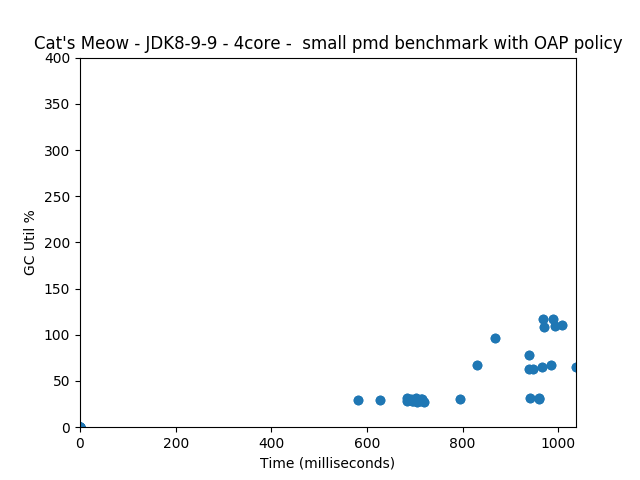 Cat's Meow - JDK8-9-9 - 4core -  small pmd benchmark with OAP policy
400
350
300
250
200
150
100
50
0
GC Util %
0 200 400 600 800 1000
Time (milliseconds)